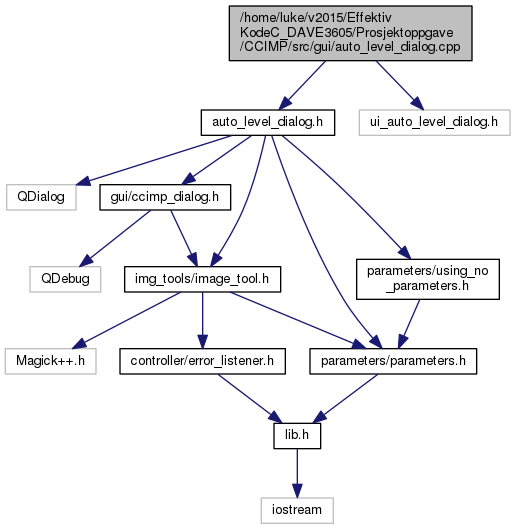 /home/luke/v2015/Effektiv
KodeC_DAVE3605/Prosjektoppgave
/CCIMP/src/gui/auto_level_dialog.cpp
auto_level_dialog.h
ui_auto_level_dialog.h
QDialog
gui/ccimp_dialog.h
QDebug
img_tools/image_tool.h
parameters/using_no
_parameters.h
Magick++.h
controller/error_listener.h
parameters/parameters.h
lib.h
iostream